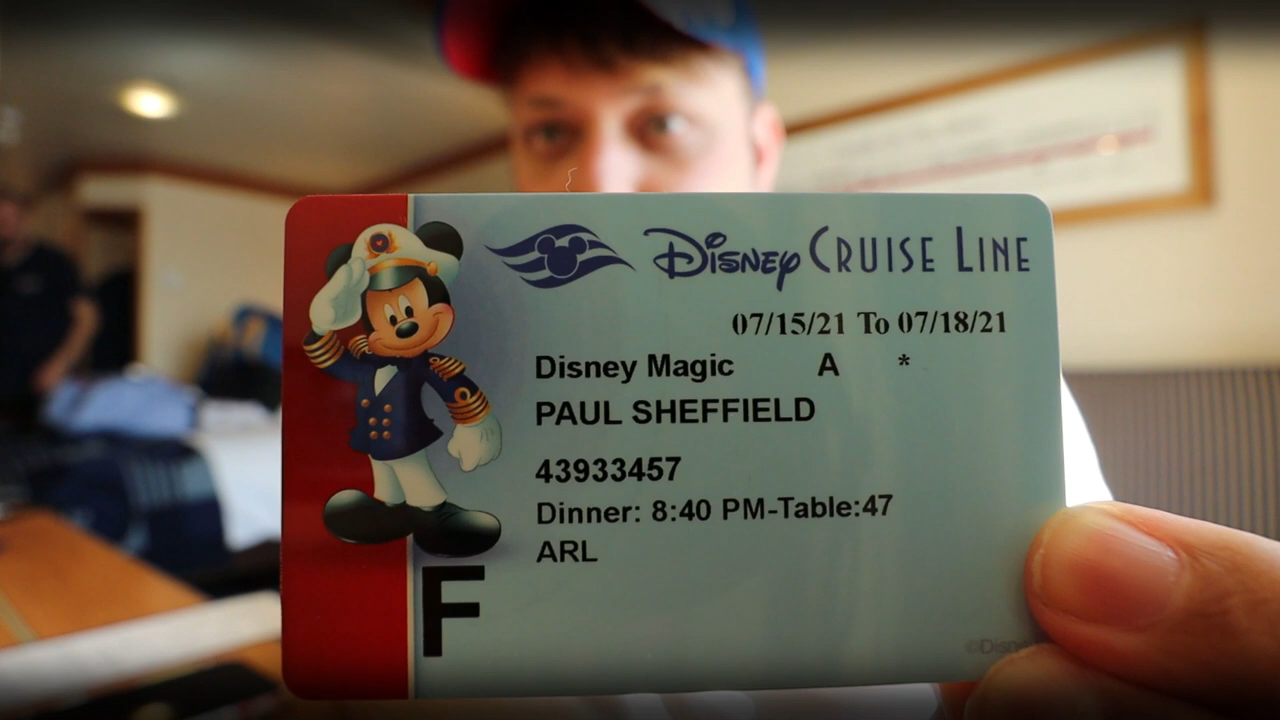 Disney Cruise Line
07/15/21 To 07/18/21
Disney Magic A *
PAUL SHEFFIELD
43933457
Dinner: 8:40 PM-Table:47
ARL
F
©Disney